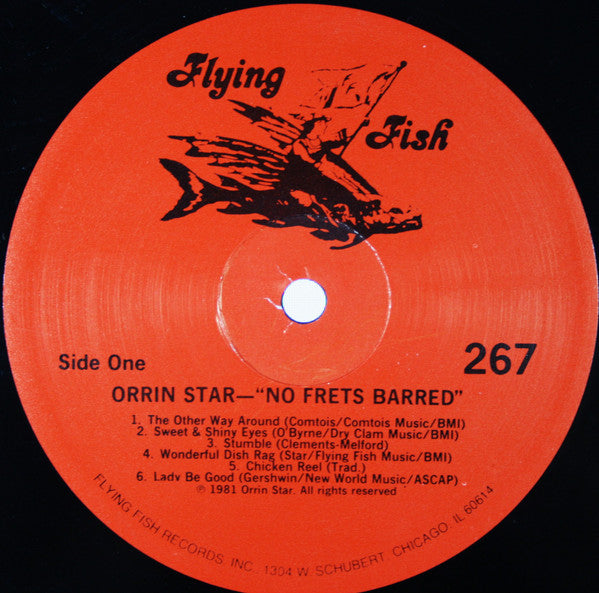 Flying
Fish
Side One
267
ORRIN STAR—"NO FRETS BARRED"
1. The Other Way Around (Comtois/Comtois Music/BMI)
2. Sweet & Shiny Eyes (O'Byrne/Dry Clam Music/BMI)
3. Stumble (Clements-Melford)
4. Wonderful Dish Rag (Star/Flying Fish Music/BMI)
5. Chicken Reel (Trad.)
6. Lady Be Good (Gershwin/New World Music/ASCAP)
℗ 1981 Orrin Star. All rights reserved
FLYING FISH RECORDS, INC., 1304 W. SCHUBERT, CHICAGO, IL 60614